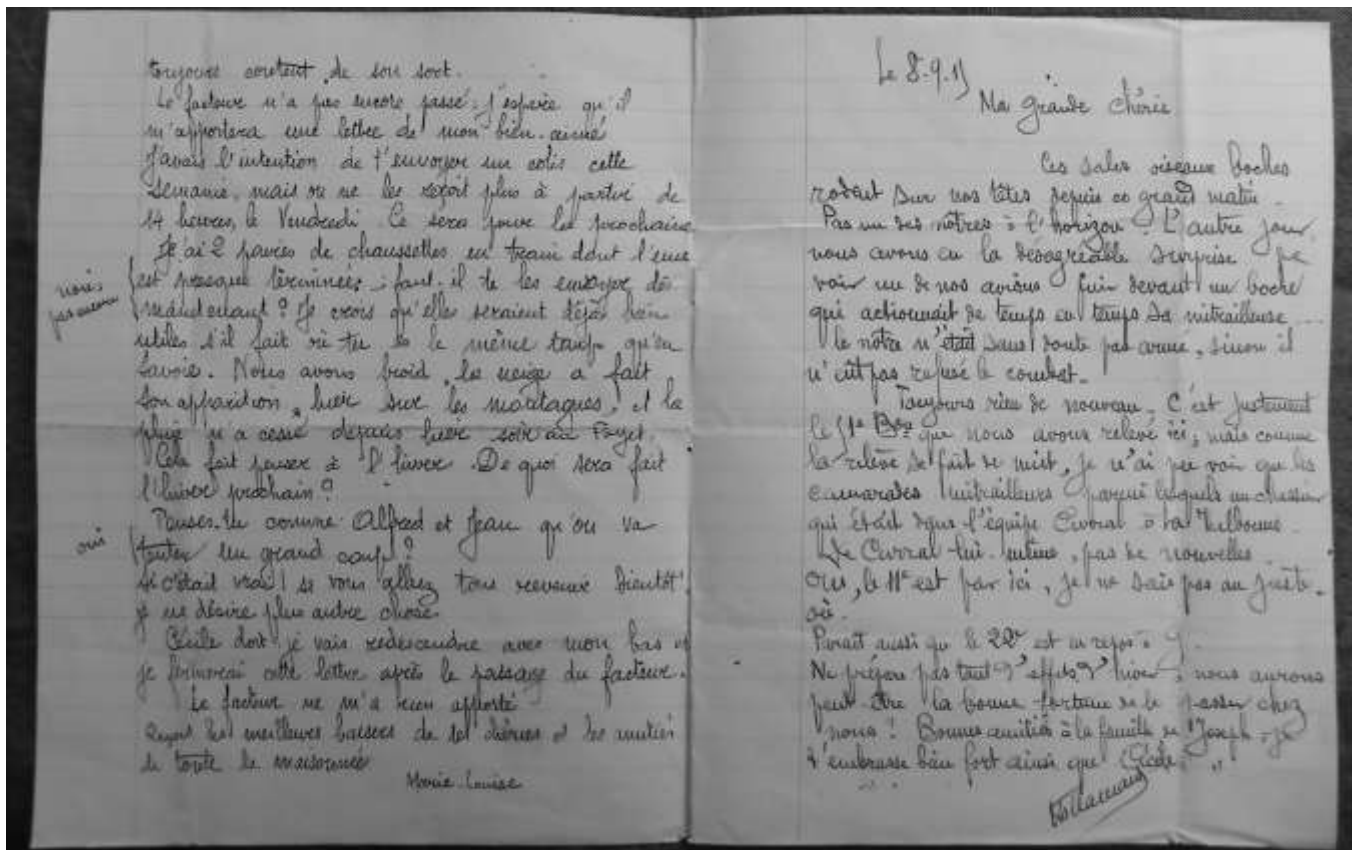 toujours content de son sort.
Le facteur n'a pas encore passé, j'espère qu'il
m'apportera une lettre de mon bien-aimé
J'avais l'intention de t'envoyer un colis cette
semaine, mais on ne les reçoit plus à partir de
14 heures, le Vendredi. Ce sera pour la prochaine
J'ai 2 paires de chaussettes en train dont l'une
est presque terminée ; faut-il te les envoyer dès
maintenant ? Je crois qu'elles seraient déjà bien
utiles s'il fait où tu es le même temps qu'en
Savoie. Nous avons froid, la neige a fait
son apparition, hier sur les montagnes, et la
pluie n'a cessé depuis hier soir au Foyet.
Cela fait penser à l'hiver. De quoi sera fait
l'hiver prochain ?
Penses-tu comme Alfred et Jean qu'on va
tenter un grand coup ?
Si c'était vrai ! si vous alliez tous revenir bientôt !
je ne désire plus autre chose.
Cécile dort, je vais redescendre avec mon bas et
je terminerai cette lettre après le passage du facteur.
Le facteur ne m'a rien apporté
Reçois les meilleurs baisers de tes chéries et les amitiés
de toute la maisonnée
Marie-Louise
non
pas encore
oui
Le 8-9-15
Ma grande chérie
Ces sales oiseaux boches
rodent sur nos têtes depuis ce grand matin.
Pas un des nôtres à l'horizon. L'autre jour,
nous avons eu la désagréable surprise de
voir un de nos avions fuir devant un boche
qui actionnait de temps en temps sa mitrailleuse...
le nôtre n'était sans doute pas armé, sinon il
n'eût pas refusé le combat.
Toujours rien de nouveau. C'est justement
le 51e Bon que nous avons relevé ici, mais comme
la relève se fait de nuit, je n'ai pu voir que les
camarades mitrailleurs parmi lesquels un chasseur
qui était dans l'équipe Curral à la
De Curral lui-même, pas de nouvelles.
Oui, le 11e est par ici, je ne sais pas au juste
où.
Parait aussi que le 22e est en repos à G.
Ne prépare pas tant d'effets d'hiver, nous aurons
peut-être la bonne fortune de le passer chez
nous ! Bonnes amitiés à la famille de Joseph - je
t'embrasse bien fort ainsi que Cécile.